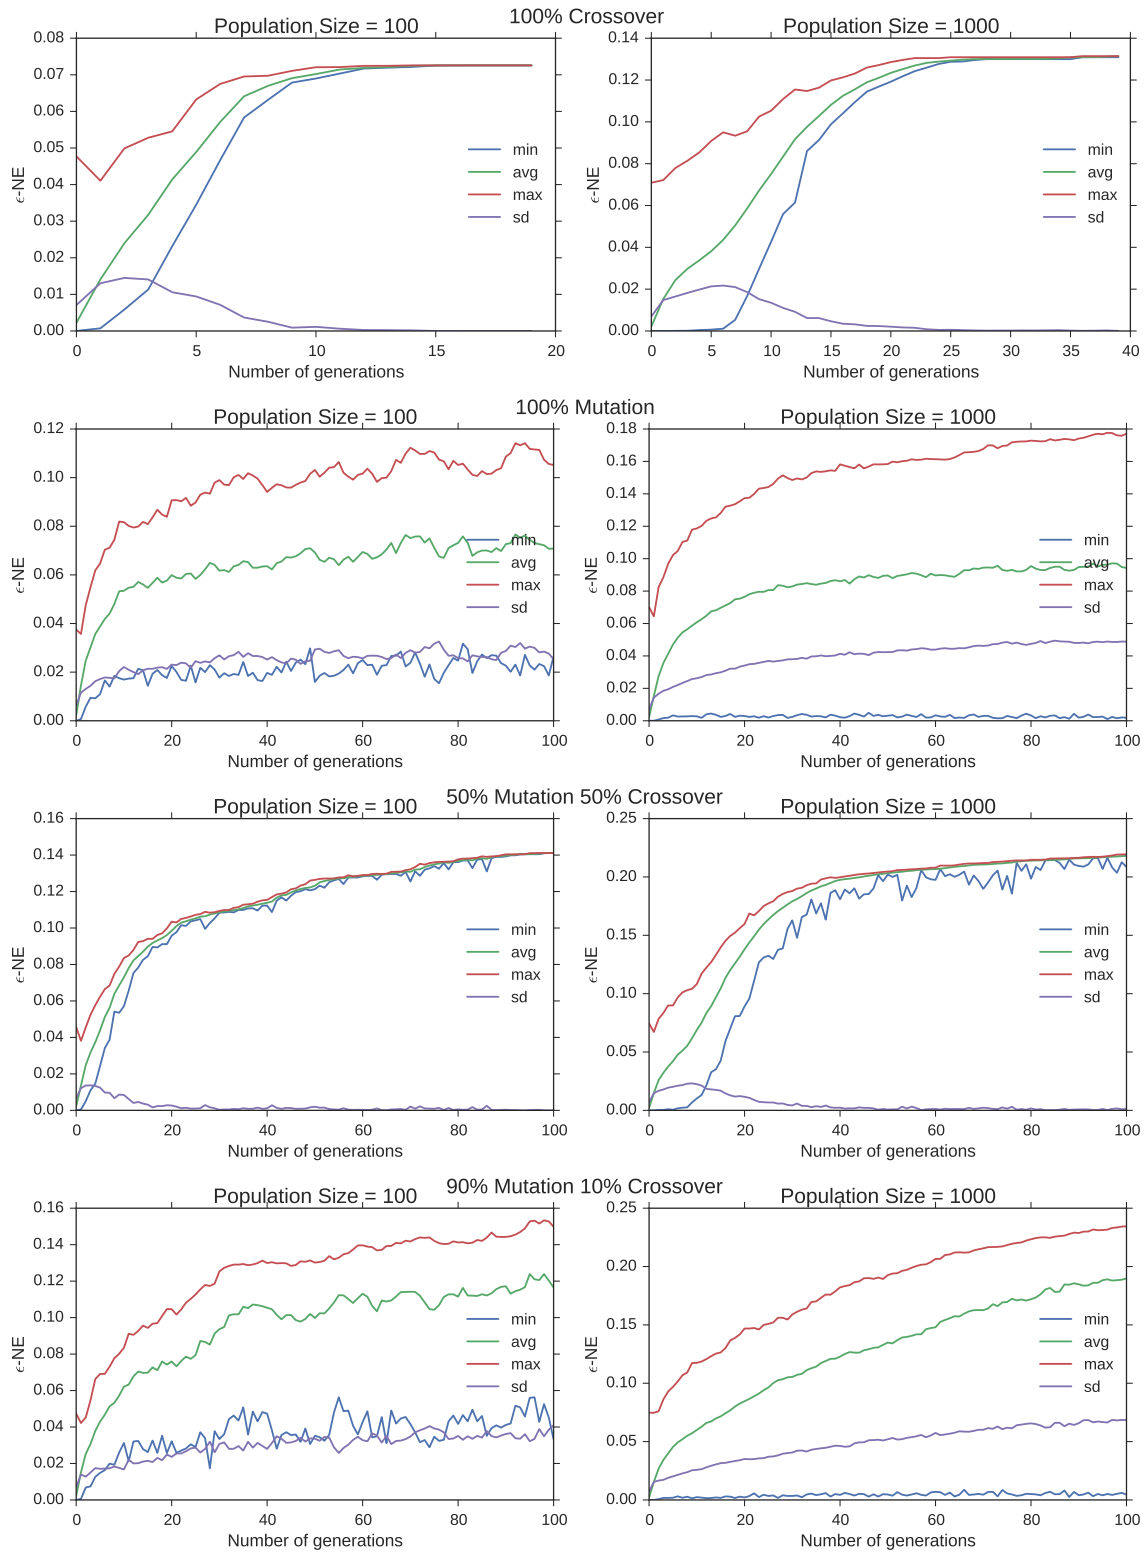 100% Crossover
Population Size = 100
Population Size = 1000
0.08
0.07
0.06
0.05
0.04
0.03
0.02
0.01
0.00
ϵ-NE
min
avg
max
sd
0 5 10 15 20
Number of generations
0.14
0.12
0.10
0.08
0.06
0.04
0.02
0.00
ϵ-NE
min
avg
max
sd
0 5 10 15 20 25 30 35 40
Number of generations
100% Mutation
Population Size = 100
Population Size = 1000
0.12
0.10
0.08
0.06
0.04
0.02
0.00
ϵ-NE
min
avg
max
sd
0 20 40 60 80 100
Number of generations
0.18
0.16
0.14
0.12
0.10
0.08
0.06
0.04
0.02
0.00
ϵ-NE
min
avg
max
sd
0 20 40 60 80 100
Number of generations
50% Mutation 50% Crossover
Population Size = 100
Population Size = 1000
0.16
0.14
0.12
0.10
0.08
0.06
0.04
0.02
0.00
ϵ-NE
min
avg
max
sd
0 20 40 60 80 100
Number of generations
0.25
0.20
0.15
0.10
0.05
0.00
ϵ-NE
min
avg
max
sd
0 20 40 60 80 100
Number of generations
90% Mutation 10% Crossover
Population Size = 100
Population Size = 1000
0.16
0.14
0.12
0.10
0.08
0.06
0.04
0.02
0.00
ϵ-NE
min
avg
max
sd
0 20 40 60 80 100
Number of generations
0.25
0.20
0.15
0.10
0.05
0.00
ϵ-NE
min
avg
max
sd
0 20 40 60 80 100
Number of generations